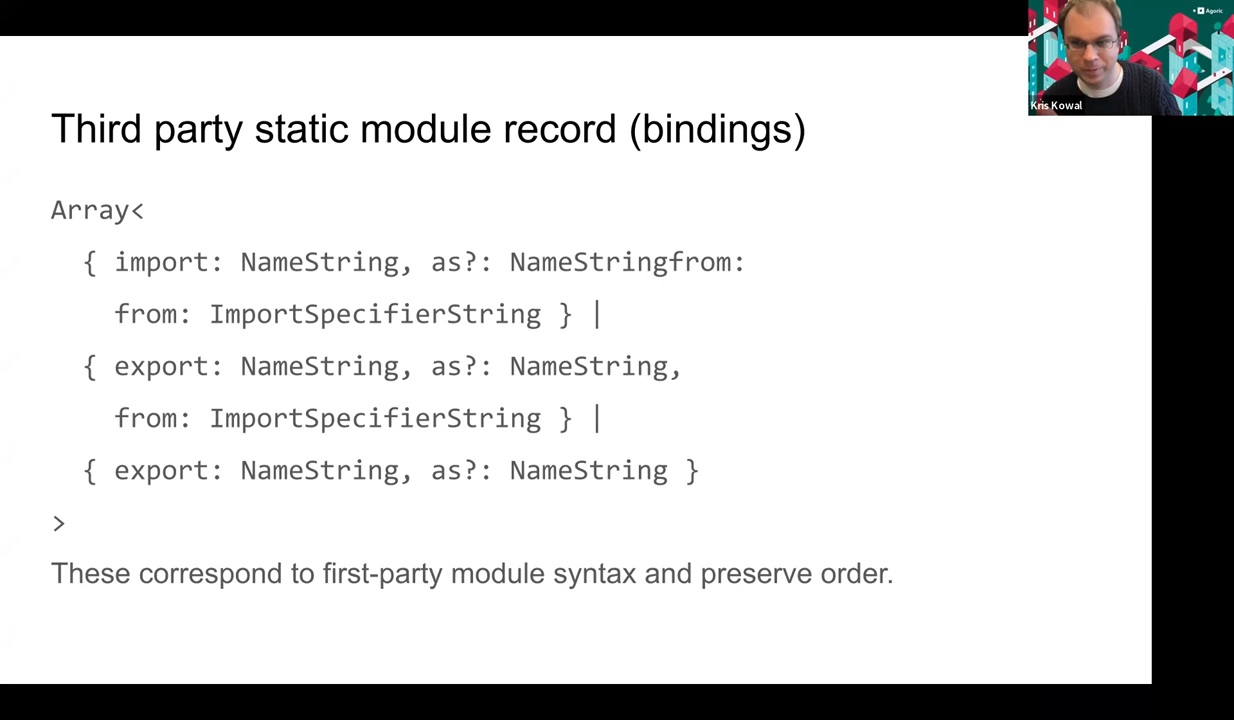 Agoric
Kris Kowal
Third party static module record (bindings)
Array<
{ import: NameString, as?: NameStringfrom:
from: ImportSpecifierString } |
{ export: NameString, as?: NameString,
from: ImportSpecifierString } |
{ export: NameString, as?: NameString }
>
These correspond to first-party module syntax and preserve order.